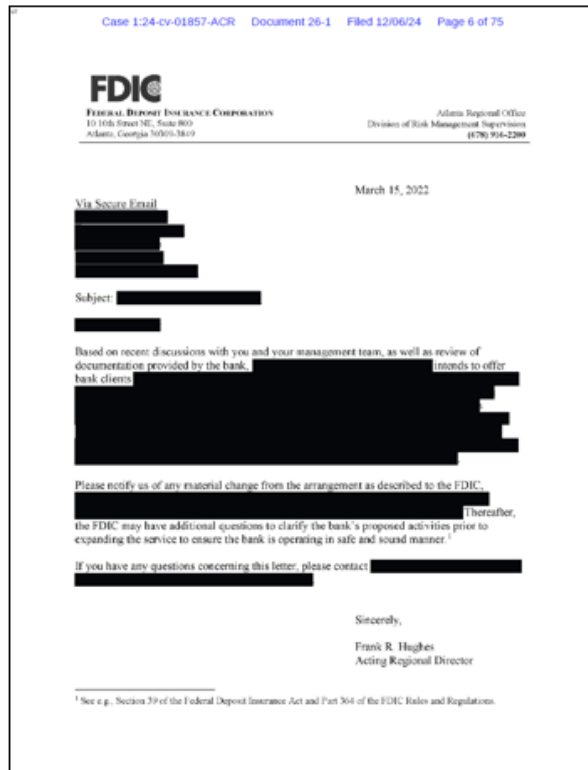 Case 1:24-cv-01857-ACR Document 26-1 Filed 12/06/24 Page 6 of 75
FDIC
FEDERAL DEPOSIT INSURANCE CORPORATION
10 10th Street NE, Suite 800
Atlanta, Georgia 30309-3849
Atlanta Regional Office
Division of Risk Management Supervision
(678) 916-2200
March 15, 2022
Via Secure Email
Subject:
Based on recent discussions with you and your management team, as well as review of
documentation provided by the bank, intends to offer
bank clients
Please notify us of any material change from the arrangement as described to the FDIC,
Thereafter,
the FDIC may have additional questions to clarify the bank's proposed activities prior to
expanding the service to ensure the bank is operating in safe and sound manner.¹
If you have any questions concerning this letter, please contact
Sincerely,
Frank R. Hughes
Acting Regional Director
¹ See e.g., Section 39 of the Federal Deposit Insurance Act and Part 364 of the FDIC Rules and Regulations.